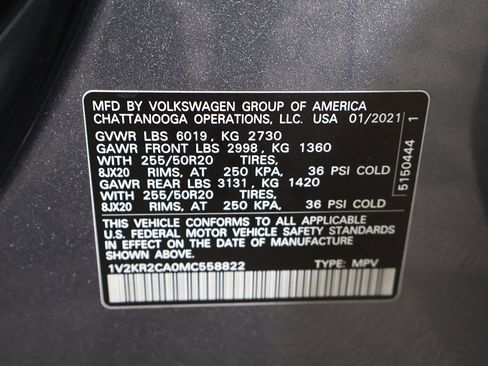 MFD BY VOLKSWAGEN GROUP OF AMERICA
CHATTANOOGA OPERATIONS, LLC. USA 01/2021
GVWR LBS 6019, KG 2730
GAWR FRONT LBS 2998, KG 1360
WITH 255/50R20 TIRES,
8JX20 RIMS, AT 250 KPA, 36 PSI COLD
GAWR REAR LBS 3131, KG 1420
WITH 255/50R20 TIRES,
8JX20 RIMS, AT 250 KPA, 36 PSI COLD
THIS VEHICLE CONFORMS TO ALL APPLICABLE
U.S. FEDERAL MOTOR VEHICLE SAFETY STANDARDS
IN EFFECT ON THE DATE OF MANUFACTURE
SHOWN ABOVE.
1V2KR2CA0MC558822 TYPE: MPV
5150444 1